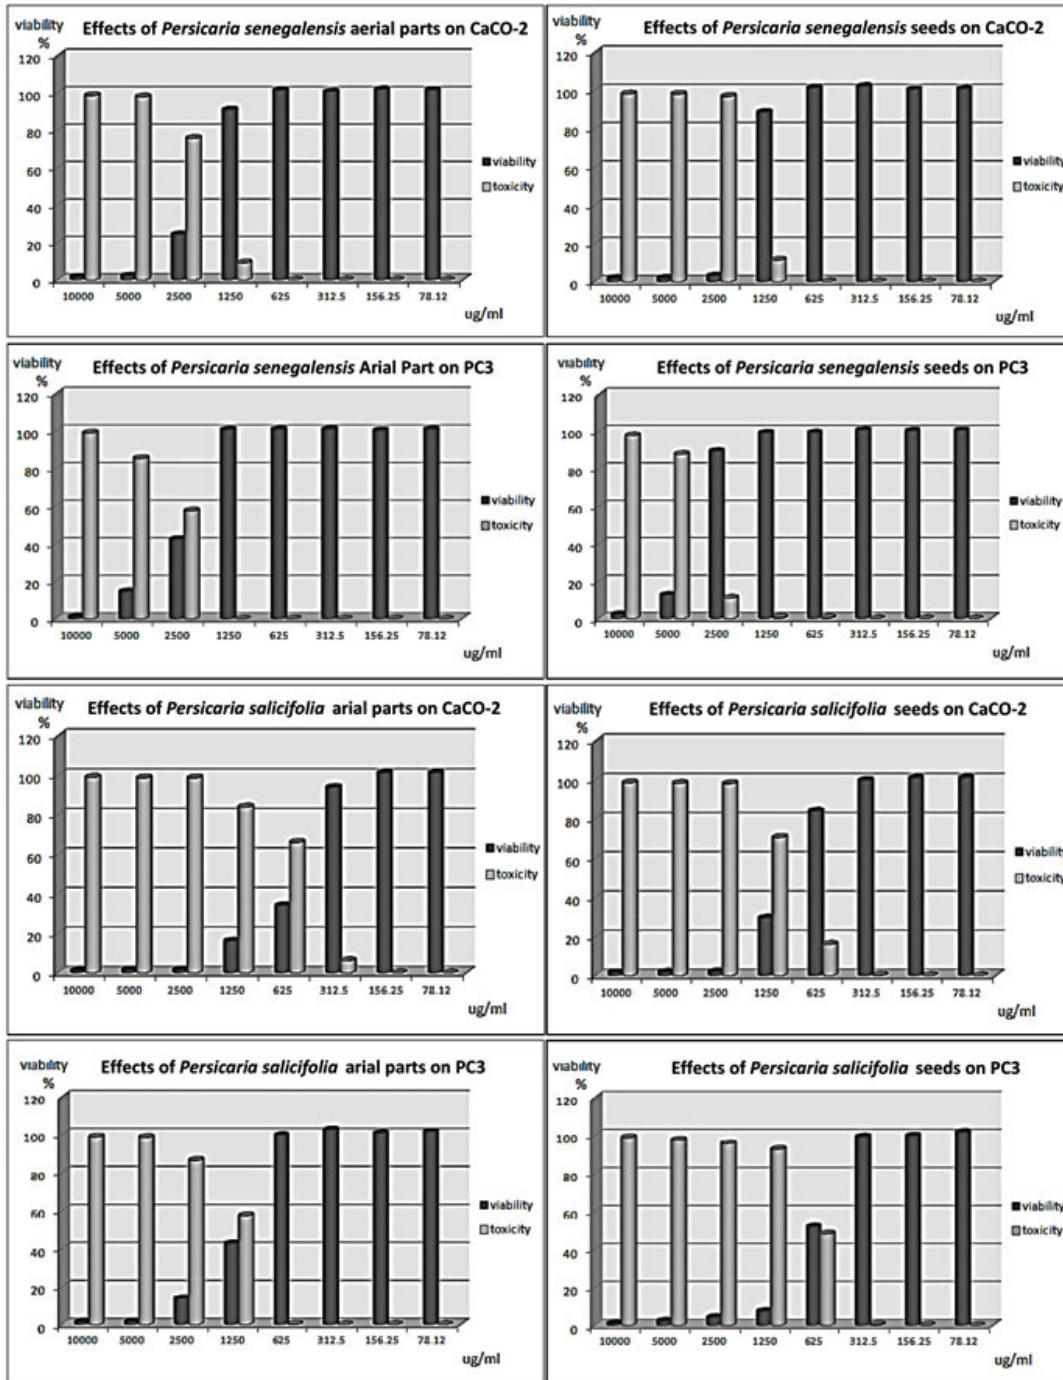 viability
%
Effects of Persicaria senegalensis aerial parts on CaCO-2
120
100
80
60
40
20
0
10000 5000 2500 1250 625 312.5 156.25 78.12
ug/ml
viability
toxicity
viability
%
Effects of Persicaria senegalensis seeds on CaCO-2
120
100
80
60
40
20
0
10000 5000 2500 1250 625 312.5 156.25 78.12
ug/ml
viability
toxicity
viability
%
Effects of Persicaria senegalensis Arial Part on PC3
120
100
80
60
40
20
0
10000 5000 2500 1250 625 312.5 156.25 78.12
ug/ml
viability
toxicity
viability
%
Effects of Persicaria senegalensis seeds on PC3
120
100
80
60
40
20
0
10000 5000 2500 1250 625 312.5 156.25 78.12
ug/ml
viability
toxicity
viability
%
Effects of Persicaria salicifolia arial parts on CaCO-2
120
100
80
60
40
20
0
10000 5000 2500 1250 625 312.5 156.25 78.12
ug/ml
viability
toxicity
viability
%
Effects of Persicaria salicifolia seeds on CaCO-2
120
100
80
60
40
20
0
10000 5000 2500 1250 625 312.5 156.25 78.12
ug/ml
viability
toxicity
viability
%
Effects of Persicaria salicifolia arial parts on PC3
120
100
80
60
40
20
0
10000 5000 2500 1250 625 312.5 156.25 78.12
ug/ml
viability
toxicity
viability
%
Effects of Persicaria salicifolia seeds on PC3
120
100
80
60
40
20
0
10000 5000 2500 1250 625 312.5 156.25 78.12
ug/ml
viability
toxicity